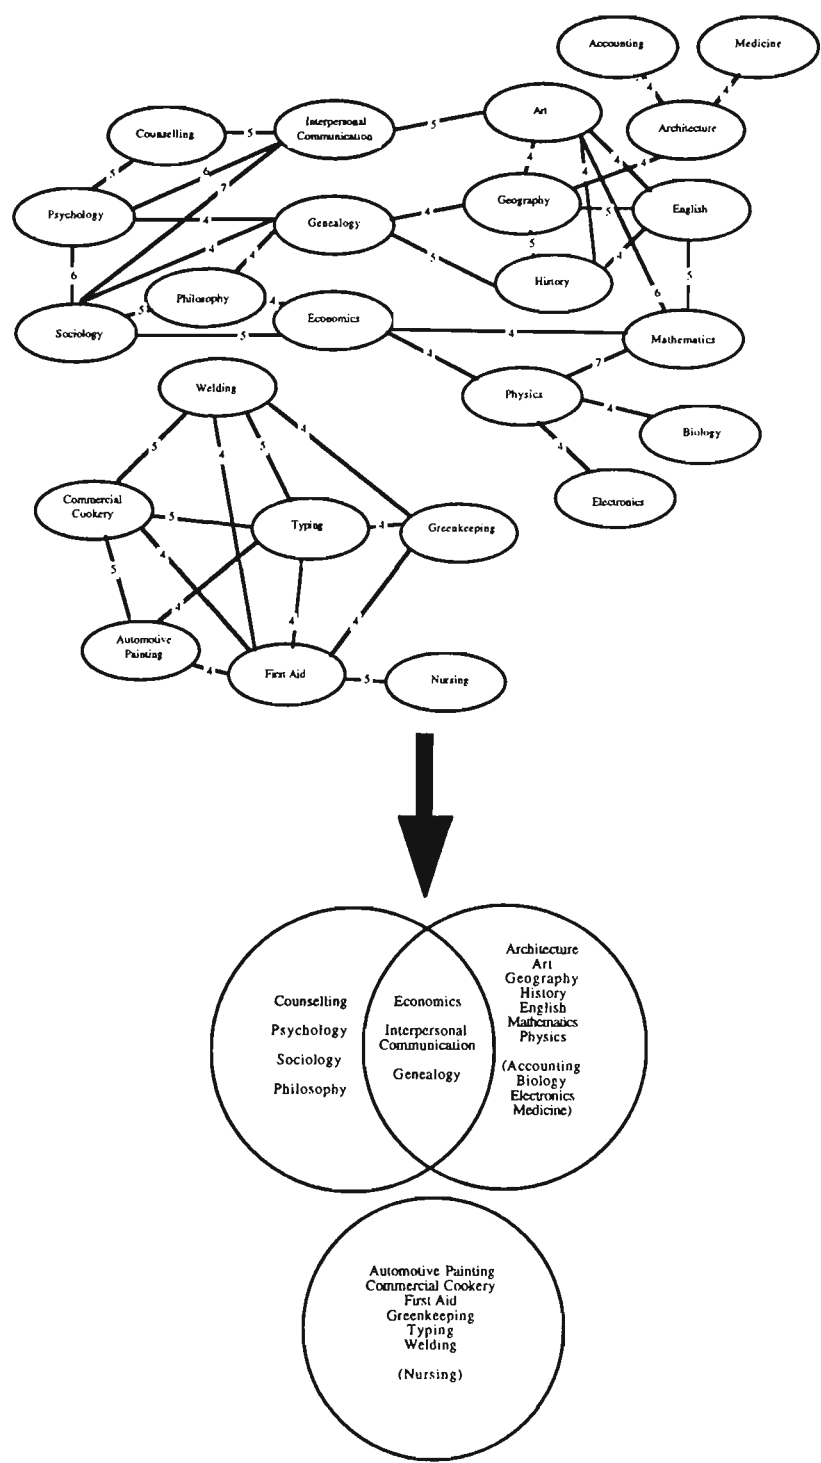 Accounting
Medicine
Counselling
5
Interpersonal
Communication
5
Art
4
4
Architecture
5
6
7
4
4
4
4
Psychology
4
Genealogy
4
Geography
5
English
6
4
4
5
5
4
5
Philosophy
4
History
6
Sociology
5
5
Economics
4
Mathematics
4
7
Physics
4
Biology
4
Electronics
Welding
5
4
5
4
Commercial
Cookery
5
Typing
4
Greenkeeping
5
4
4
4
4
Automotive
Painting
4
First Aid
5
Nursing
Counselling
Psychology
Sociology
Philosophy
Economics
Interpersonal
Communication
Genealogy
Architecture
Art
Geography
History
English
Mathematics
Physics
(Accounting
Biology
Electronics
Medicine)
Automotive Painting
Commercial Cookery
First Aid
Greenkeeping
Typing
Welding
(Nursing)